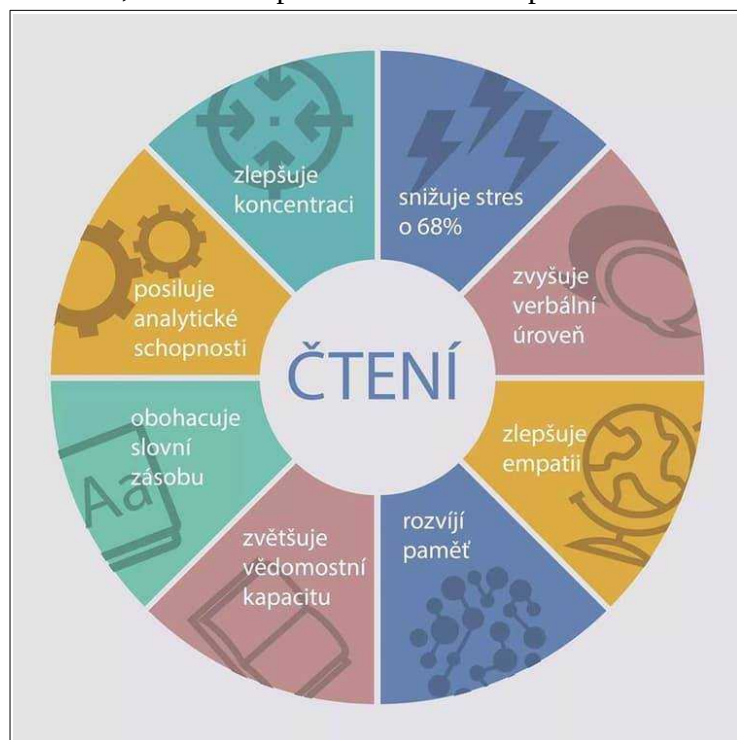 zlepšuje
koncentraci
snižuje stres
o 68%
zvyšuje
verbální
úroveň
zlepšuje
empatii
rozvíjí
paměť
zvětšuje
vědomostní
kapacitu
obohacuje
slovní
zásobu
Aa
posiluje
analytické
schopnosti
ČTENÍ